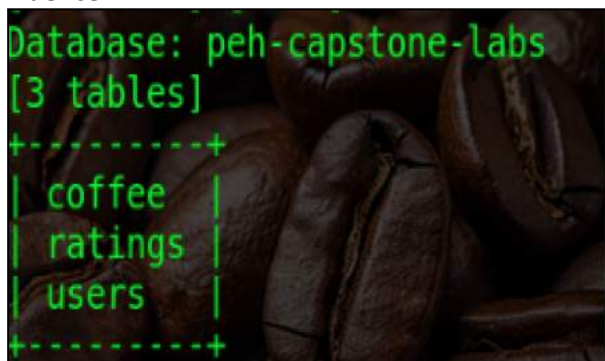 Database: peh-capstone-labs
[3 tables]
+---------+
| coffee  |
| ratings |
| users   |
+---------+